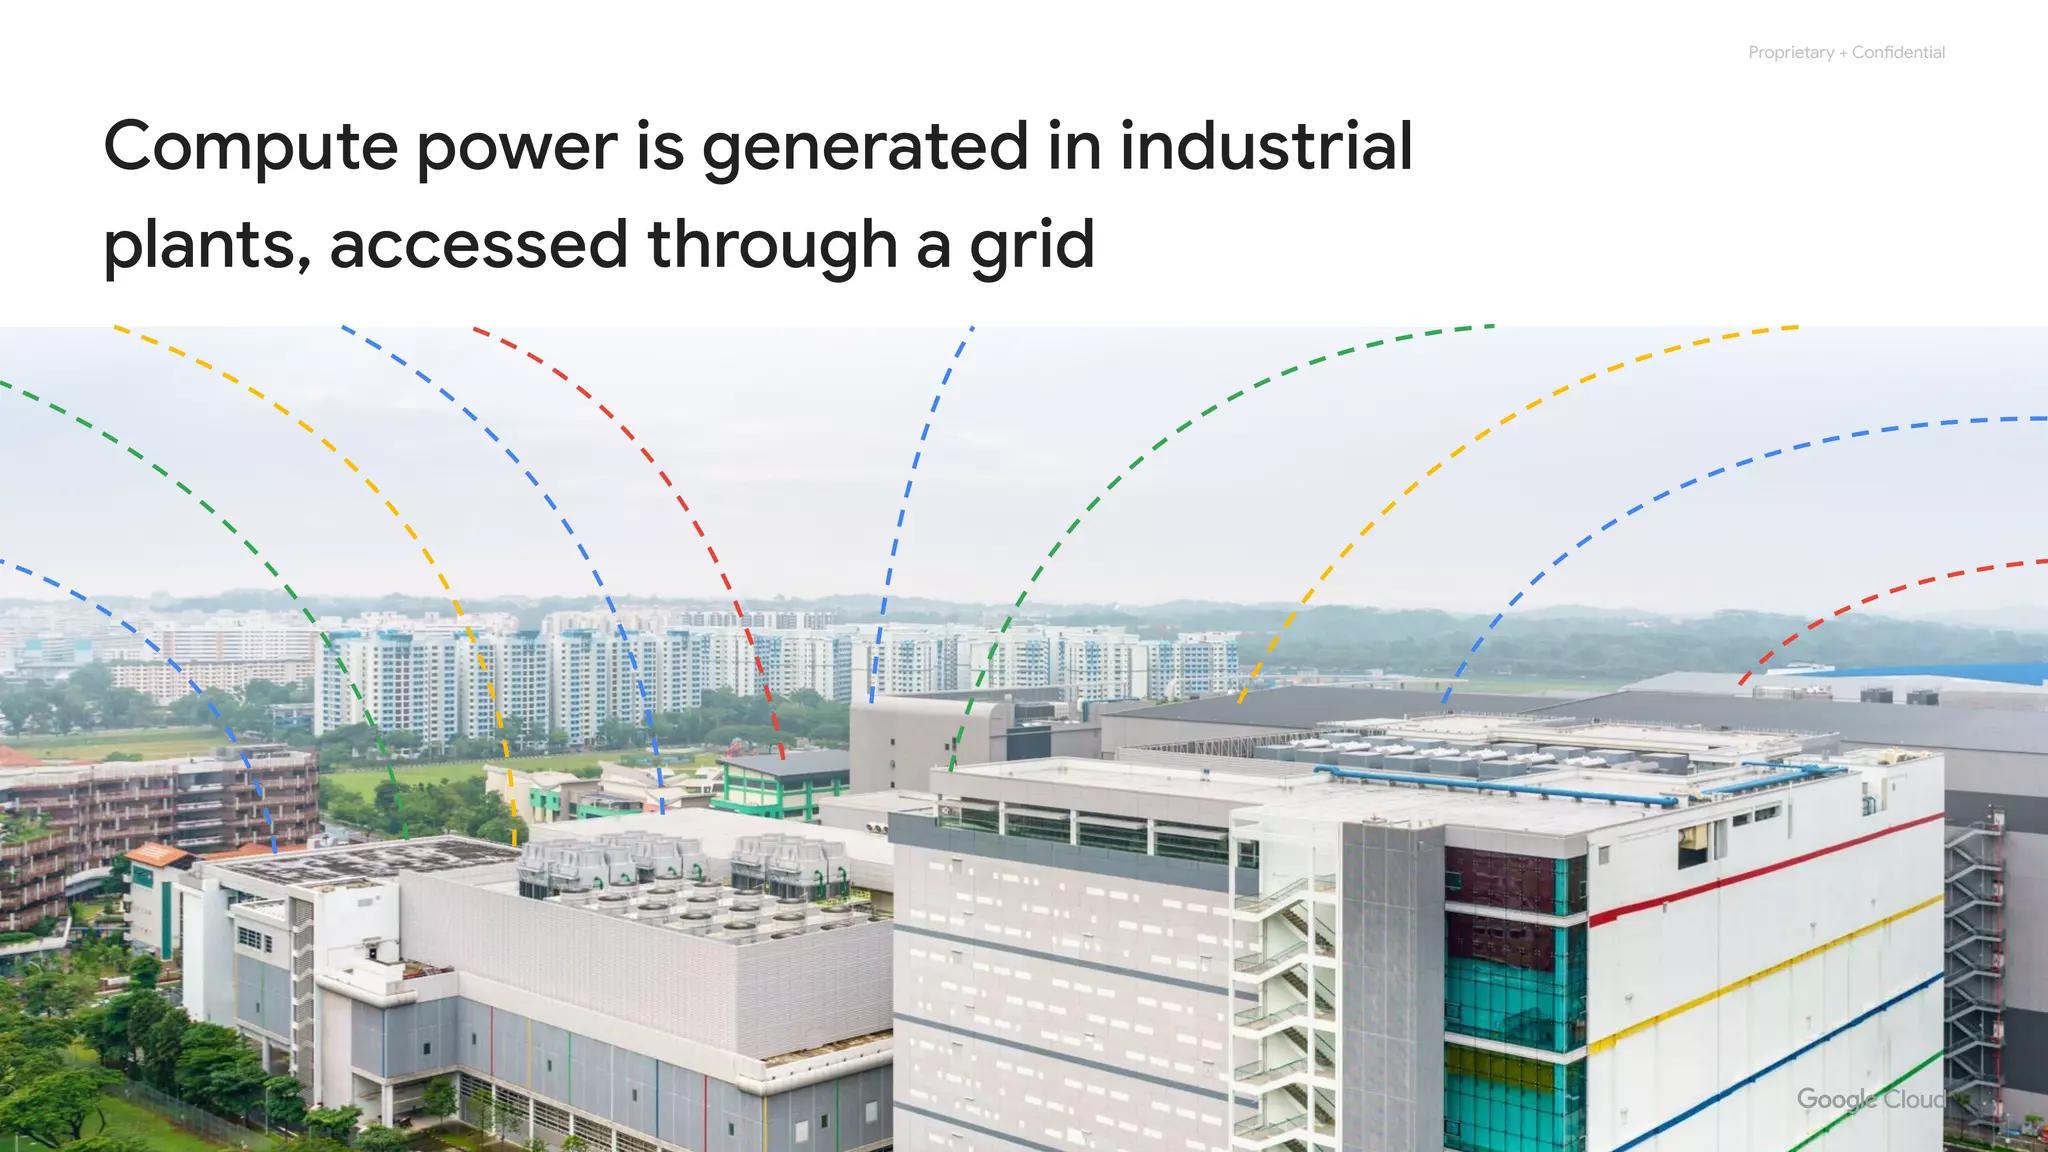 Proprietary + Confidential
Compute power is generated in industrial
plants, accessed through a grid
Google Cloud